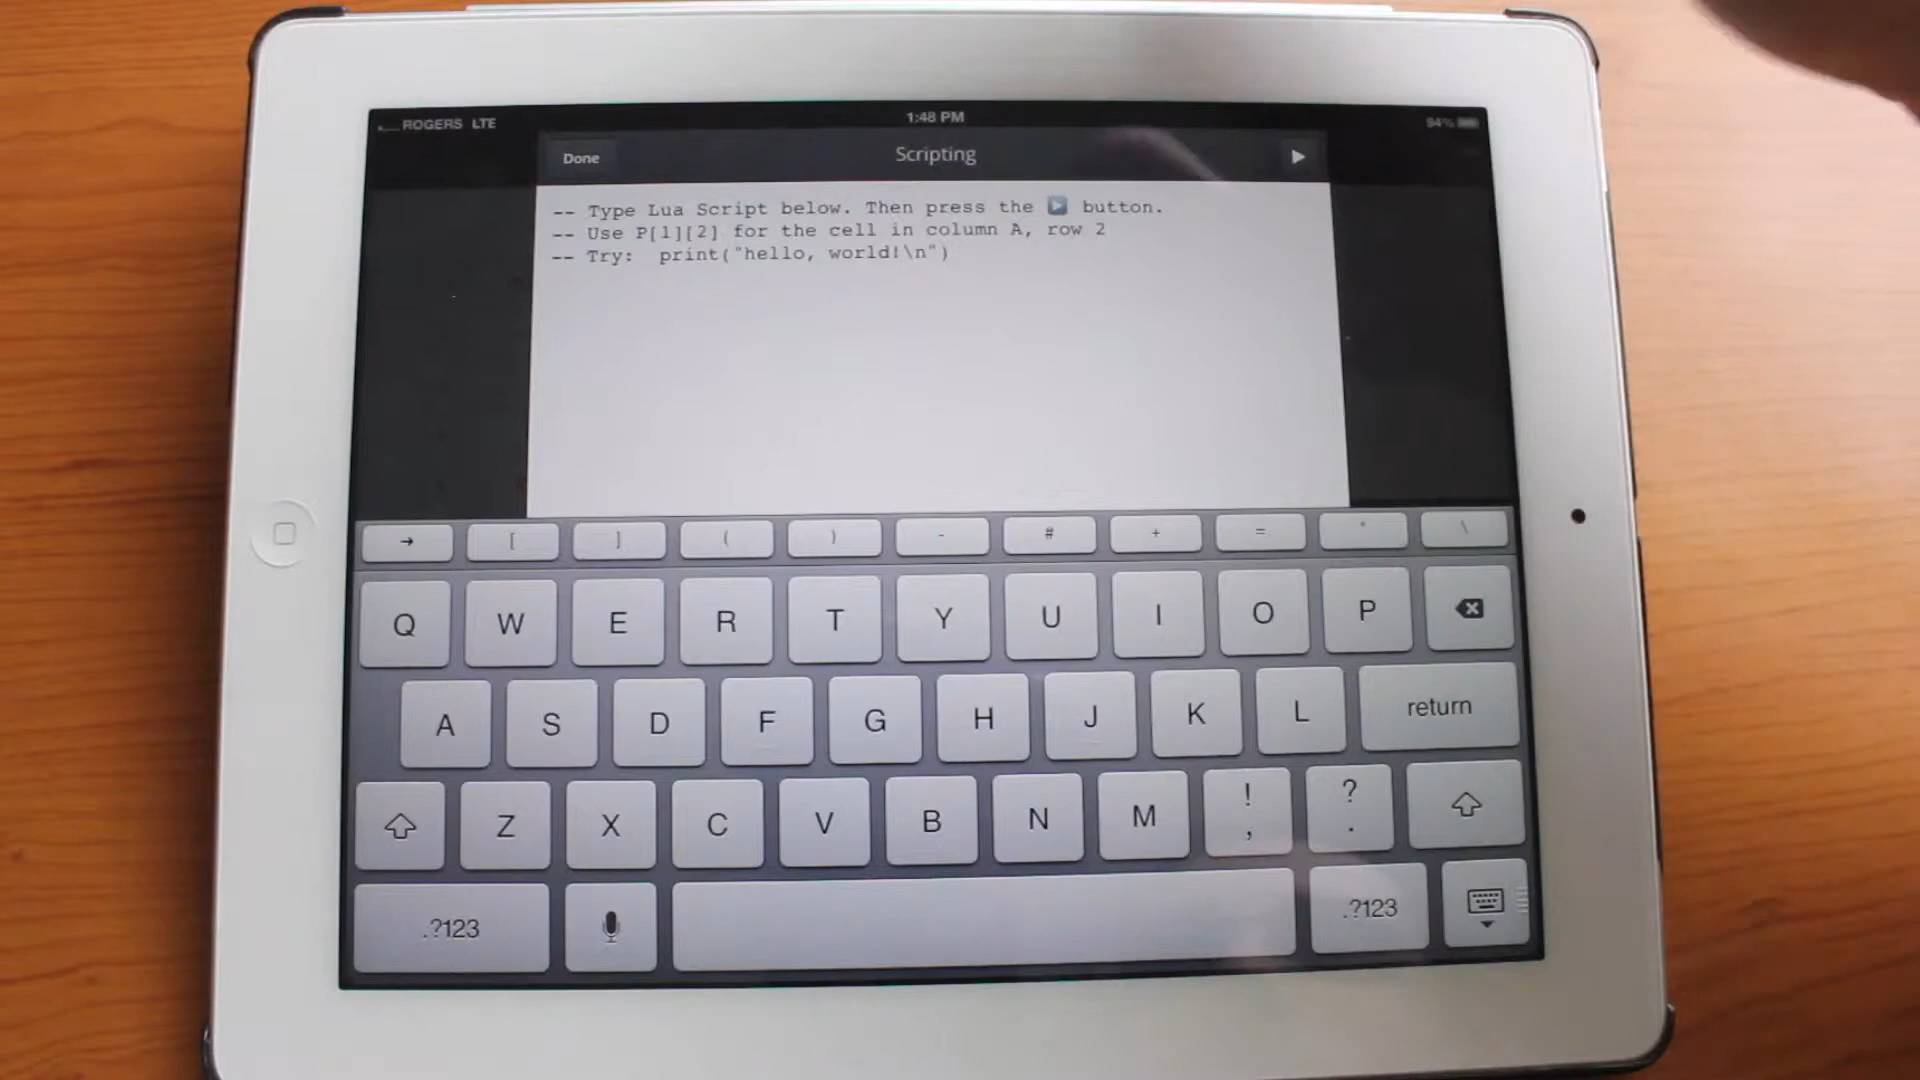 ROGERS LTE 1:48 PM 94%
Done Scripting
-- Type Lua Script below. Then press the ▶ button.
-- Use P[1][2] for the cell in column A, row 2
-- Try: print("hello, world!\n")
→ [ ] ( ) - # + = * \
Q W E R T Y U I O P
A S D F G H J K L return
Z X C V B N M ! , ? .
.?123 .?123